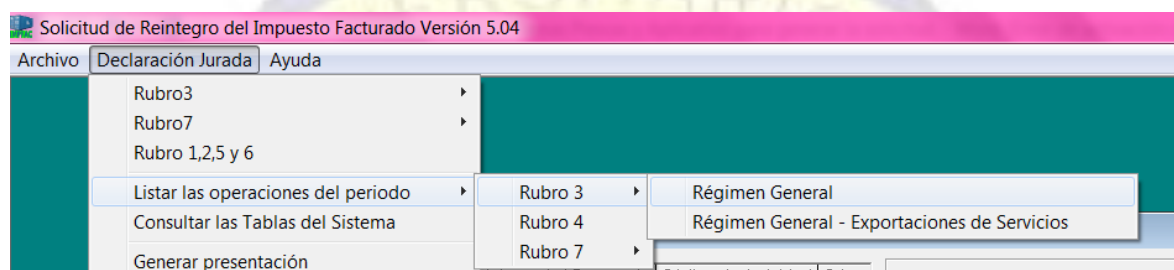 Solicitud de Reintegro del Impuesto Facturado Versión 5.04
Archivo Declaración Jurada Ayuda
Rubro3
Rubro7
Rubro 1,2,5 y 6
Listar las operaciones del periodo Rubro 3 Régimen General
Consultar las Tablas del Sistema Rubro 4 Régimen General - Exportaciones de Servicios
Generar presentación Rubro 7